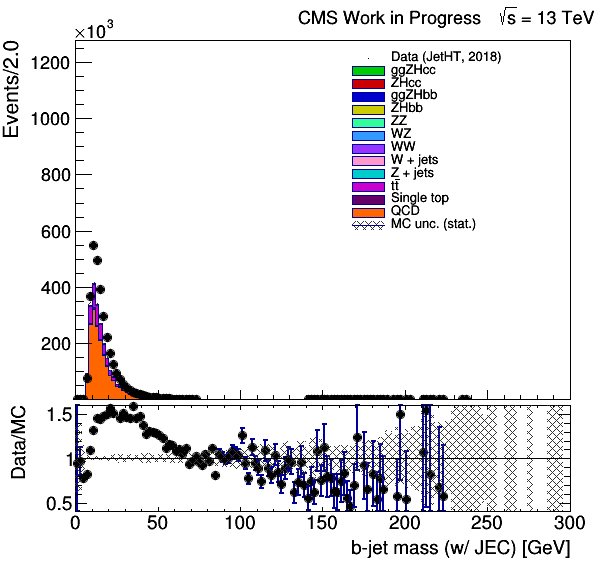 CMS Work in Progress √s = 13 TeV
×10³
Events/2.0
1200
1000
800
600
400
200
Data (JetHT, 2018)
ggZHcc
ZHcc
ggZHbb
ZHbb
ZZ
WZ
WW
W + jets
Z + jets
tt̄
Single top
QCD
MC unc. (stat.)
Data/MC
1.5
1
0.5
0 50 100 150 200 250 300
b-jet mass (w/ JEC) [GeV]